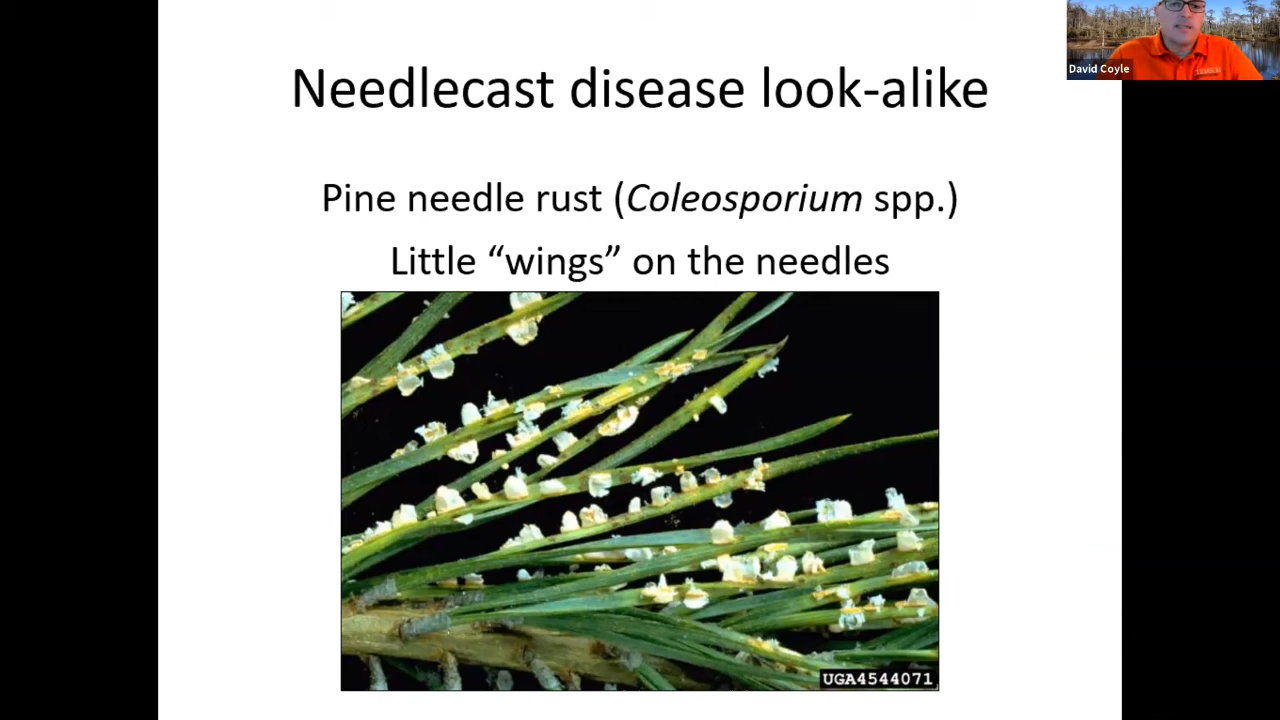 David Coyle
Needlecast disease look-alike
Pine needle rust (Coleosporium spp.)
Little “wings” on the needles
UGA4544071